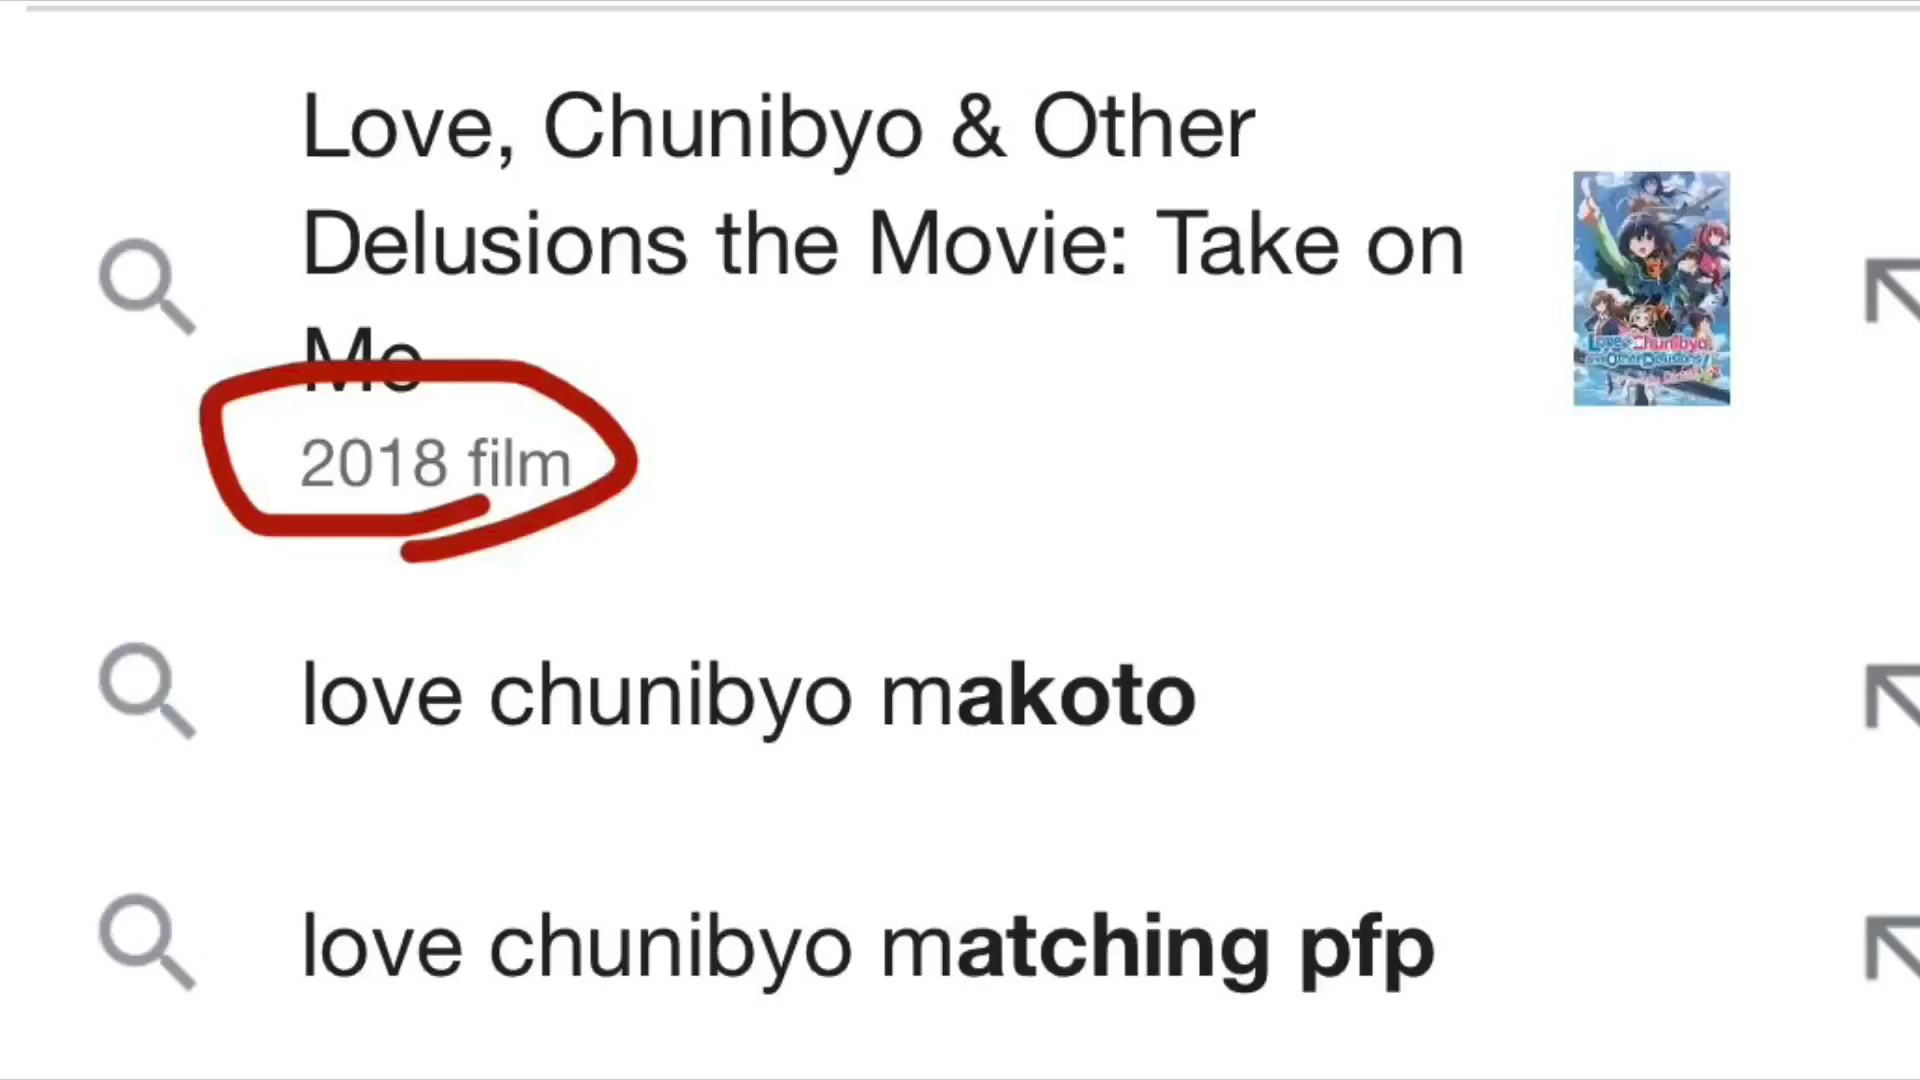 Love, Chunibyo & Other
Delusions the Movie: Take on
Me
2018 film
love chunibyo makoto
love chunibyo matching pfp